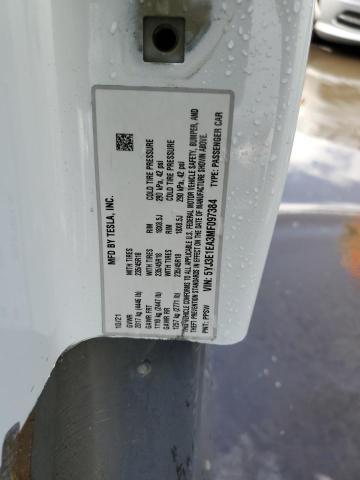 MFD BY TESLA, INC.
10/21
GVWR
2017 kg (4446 lb)
GAWR FRT WITH TIRES RIM COLD TIRE PRESSURE
1110 kg (2447 lb) 235/45R18 18X8.5J 290 kPa, 42 psi
GAWR RR WITH TIRES RIM COLD TIRE PRESSURE
1257 kg (2771 lb) 235/45R18 18X8.5J 290 kPa, 42 psi
THIS VEHICLE CONFORMS TO ALL APPLICABLE U.S. FEDERAL MOTOR VEHICLE SAFETY, BUMPER, AND
THEFT PREVENTION STANDARDS IN EFFECT ON THE DATE OF MANUFACTURE SHOWN ABOVE.
VIN: 5YJ3E1EA3MF097384 TYPE: PASSENGER CAR
PNT: PPSW